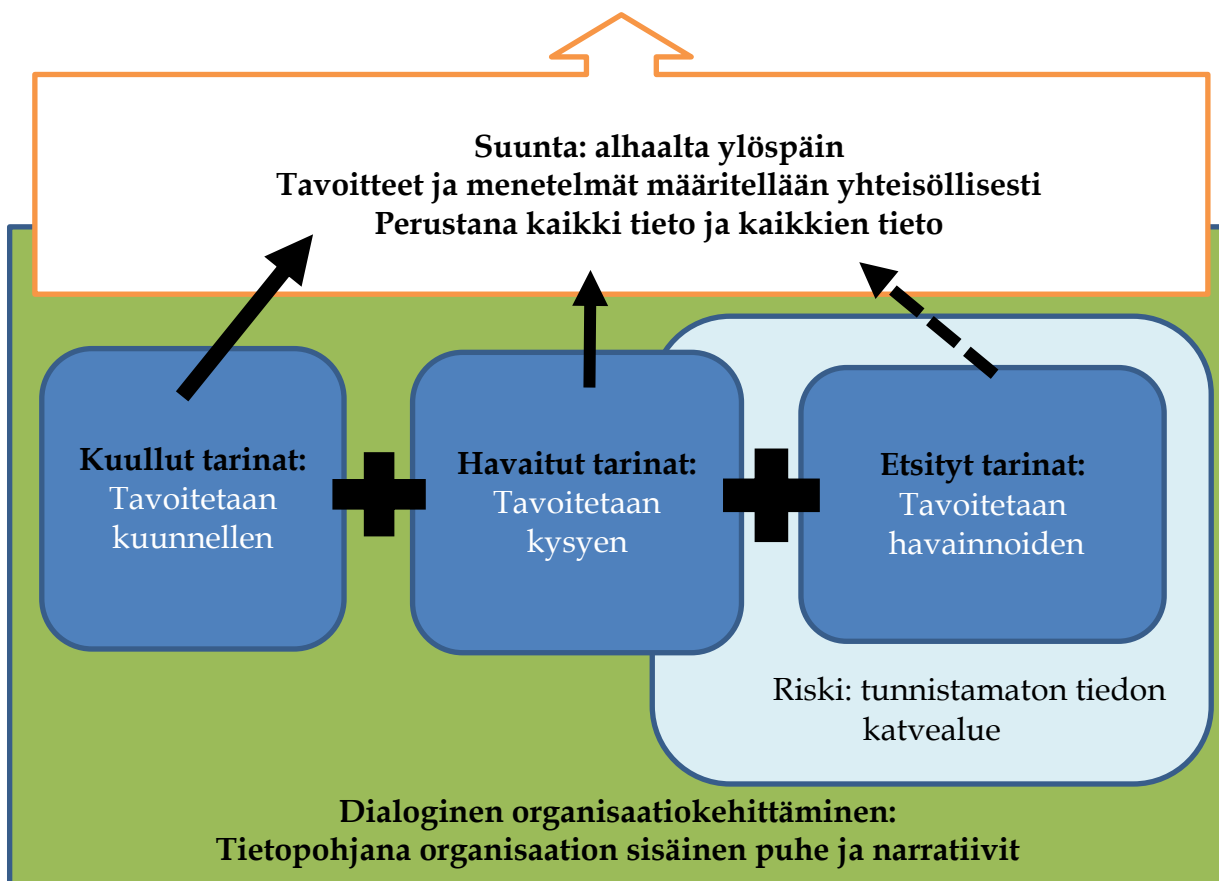 Suunta: alhaalta ylöspäin
Tavoitteet ja menetelmät määritellään yhteisöllisesti
Perustana kaikki tieto ja kaikkien tieto
Kuullut tarinat:
Tavoitetaan
kuunnellen
Havaitut tarinat:
Tavoitetaan
kysyen
Etsityt tarinat:
Tavoitetaan
havainnoiden
Riski: tunnistamaton tiedon
katvealue
Dialoginen organisaatiokehittäminen:
Tietopohjana organisaation sisäinen puhe ja narratiivit